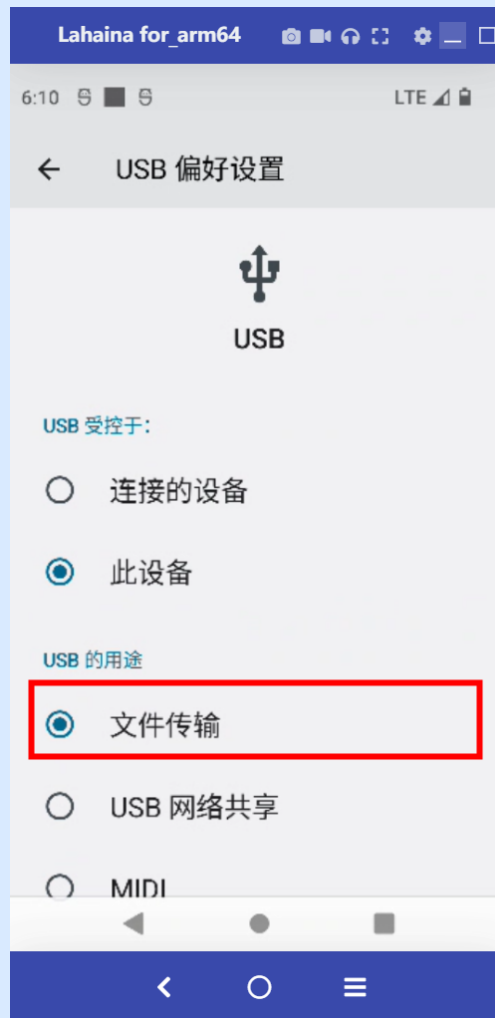 Lahaina for_arm64
6:10
LTE
USB 偏好设置
USB
USB 受控于：
连接的设备
此设备
USB 的用途
文件传输
USB 网络共享
MIDI